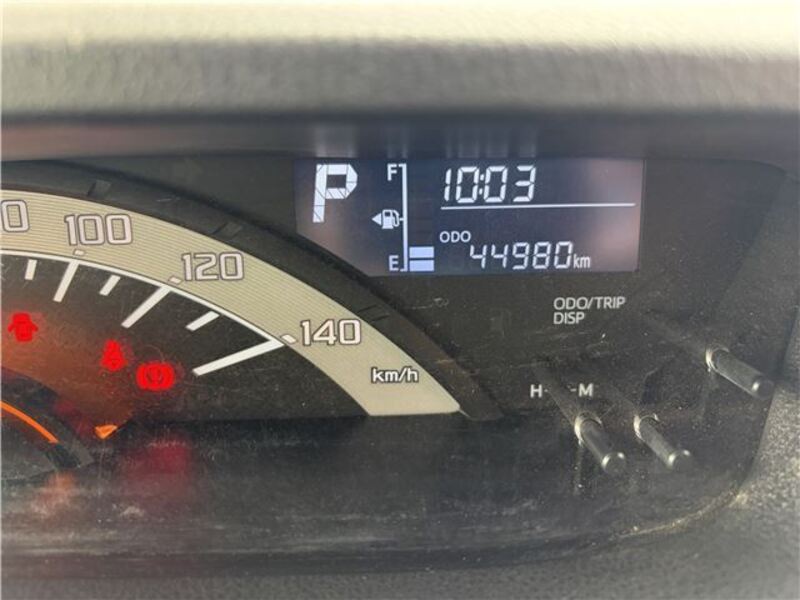 P
F
10:03
ODO
E
44980km
ODO/TRIP
DISP
100
120
140
km/h
H M